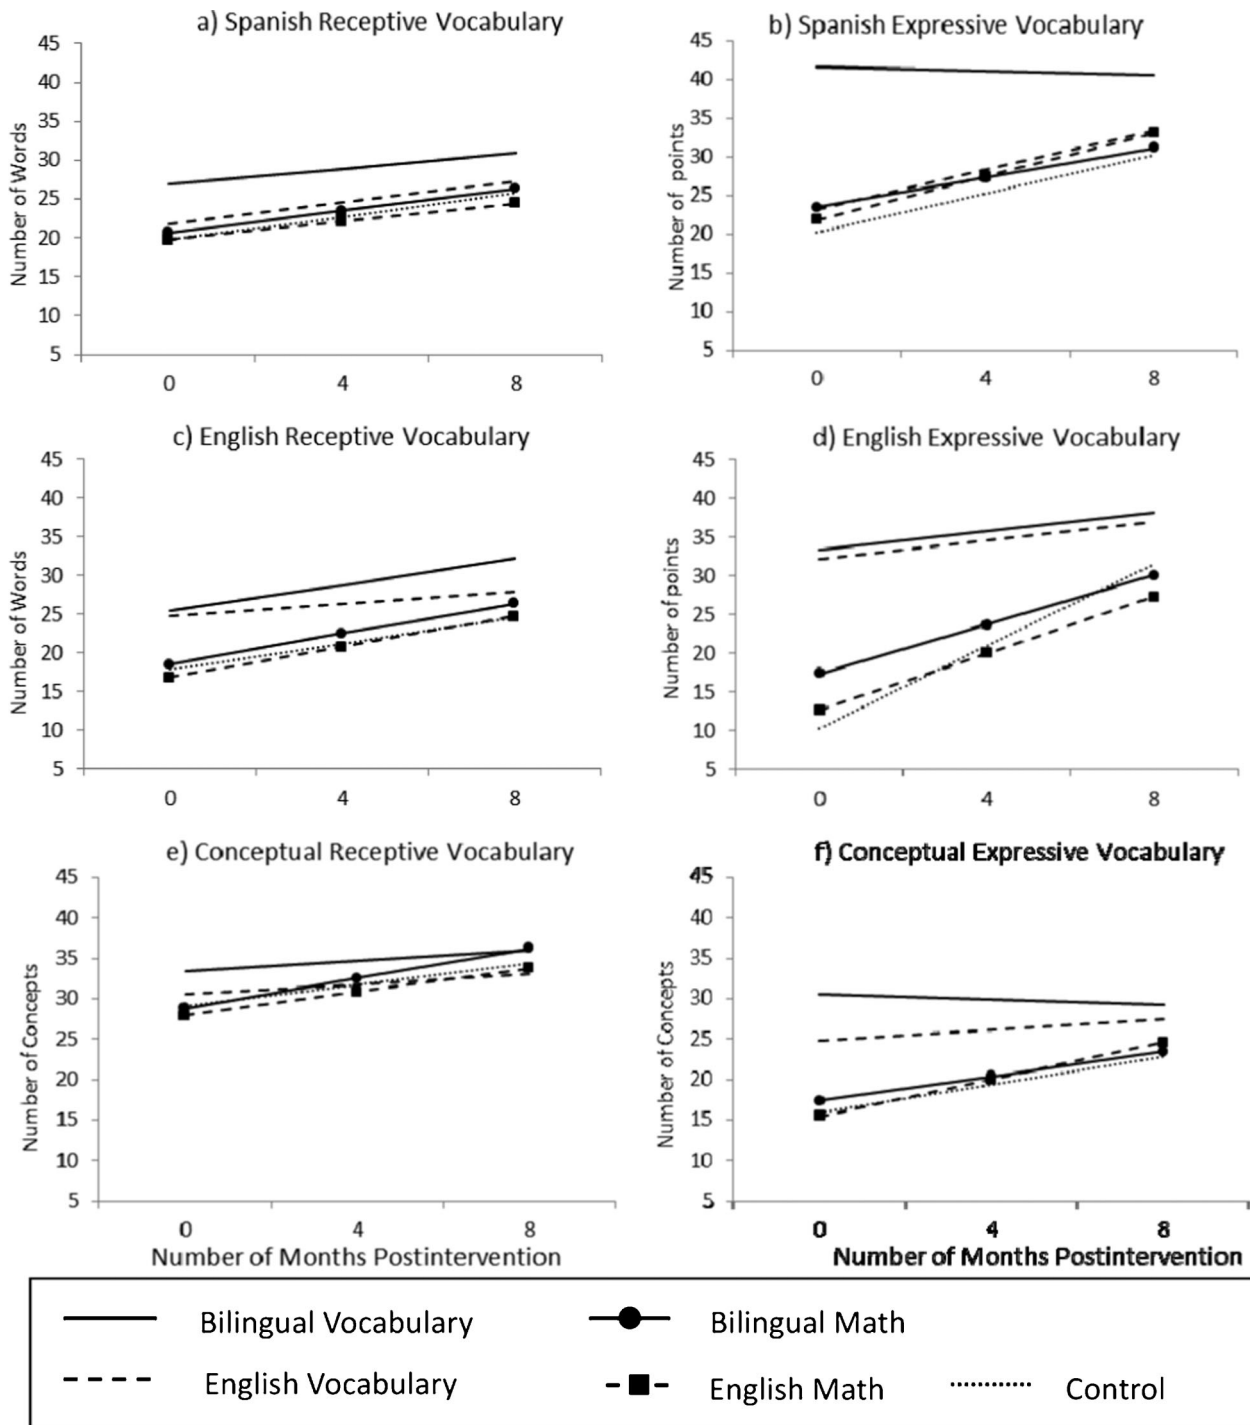 a) Spanish Receptive Vocabulary
45
40
35
30
25
20
15
10
5
Number of Words
0 4 8
b) Spanish Expressive Vocabulary
45
40
35
30
25
20
15
10
5
Number of points
0 4 8
c) English Receptive Vocabulary
45
40
35
30
25
20
15
10
5
Number of Words
0 4 8
d) English Expressive Vocabulary
45
40
35
30
25
20
15
10
5
Number of points
0 4 8
e) Conceptual Receptive Vocabulary
45
40
35
30
25
20
15
10
5
Number of Concepts
0 4 8
Number of Months Postintervention
f) Conceptual Expressive Vocabulary
45
40
35
30
25
20
15
10
5
Number of Concepts
0 4 8
Number of Months Postintervention
Bilingual Vocabulary
Bilingual Math
English Vocabulary
English Math
Control